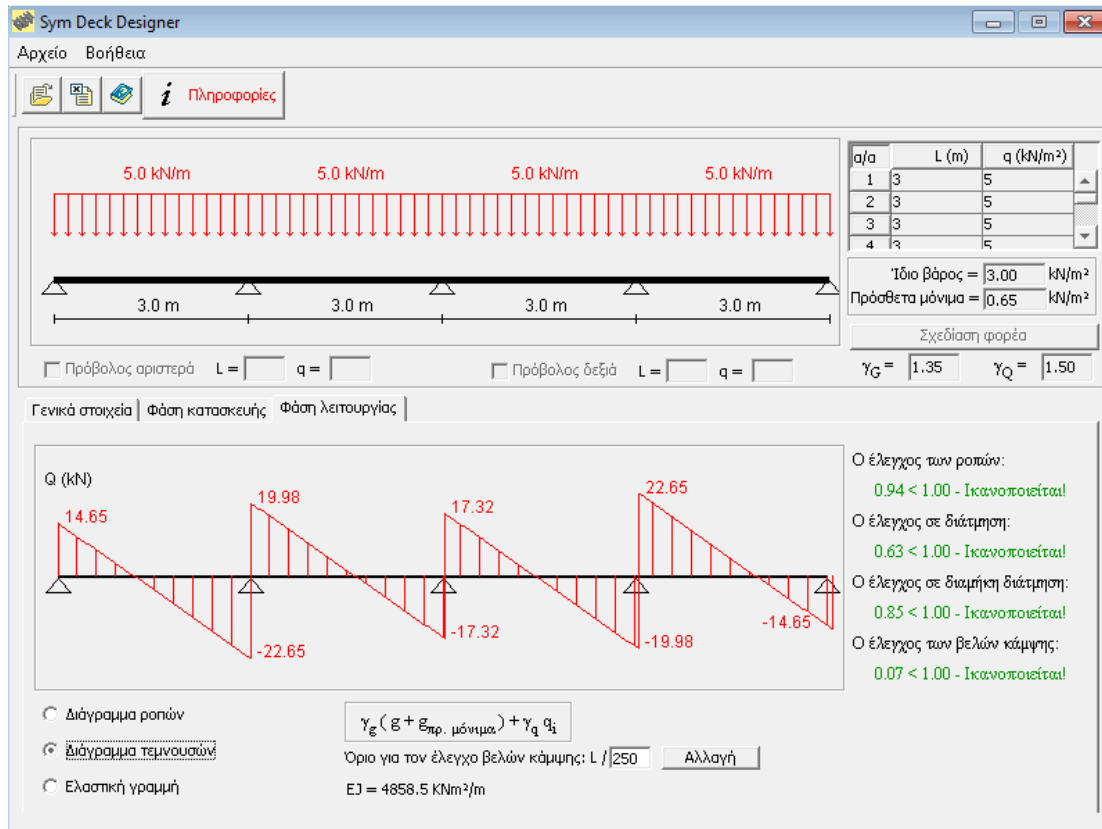 Sym Deck Designer
Αρχείο Βοήθεια
i Πληροφορίες
5.0 kN/m 5.0 kN/m 5.0 kN/m 5.0 kN/m
3.0 m 3.0 m 3.0 m 3.0 m
Πρόβολος αριστερά L = q = Πρόβολος δεξιά L = q =
α/α L (m) q (kN/m²)
1 3 5
2 3 5
3 3 5
4 3 5
Ίδιο βάρος = 3.00 kN/m²
Πρόσθετα μόνιμα = 0.65 kN/m²
Σχεδίαση φορέα
γG = 1.35 γQ = 1.50
Γενικά στοιχεία Φάση κατασκευής Φάση λειτουργίας
Q (kN)
14.65 19.98 17.32 22.65
-22.65 -17.32 -19.98 -14.65
Ο έλεγχος των ροπών:
0.94 < 1.00 - Ικανοποιείται!
Ο έλεγχος σε διάτμηση:
0.63 < 1.00 - Ικανοποιείται!
Ο έλεγχος σε διαμήκη διάτμηση:
0.85 < 1.00 - Ικανοποιείται!
Ο έλεγχος των βελών κάμψης:
0.07 < 1.00 - Ικανοποιείται!
Διάγραμμα ροπών
Διάγραμμα τεμνουσών
Ελαστική γραμμή
γg ( g + gπρ. μόνιμα ) + γq qi
Όριο για τον έλεγχο βελών κάμψης: L / 250 Αλλαγή
EJ = 4858.5 KNm²/m